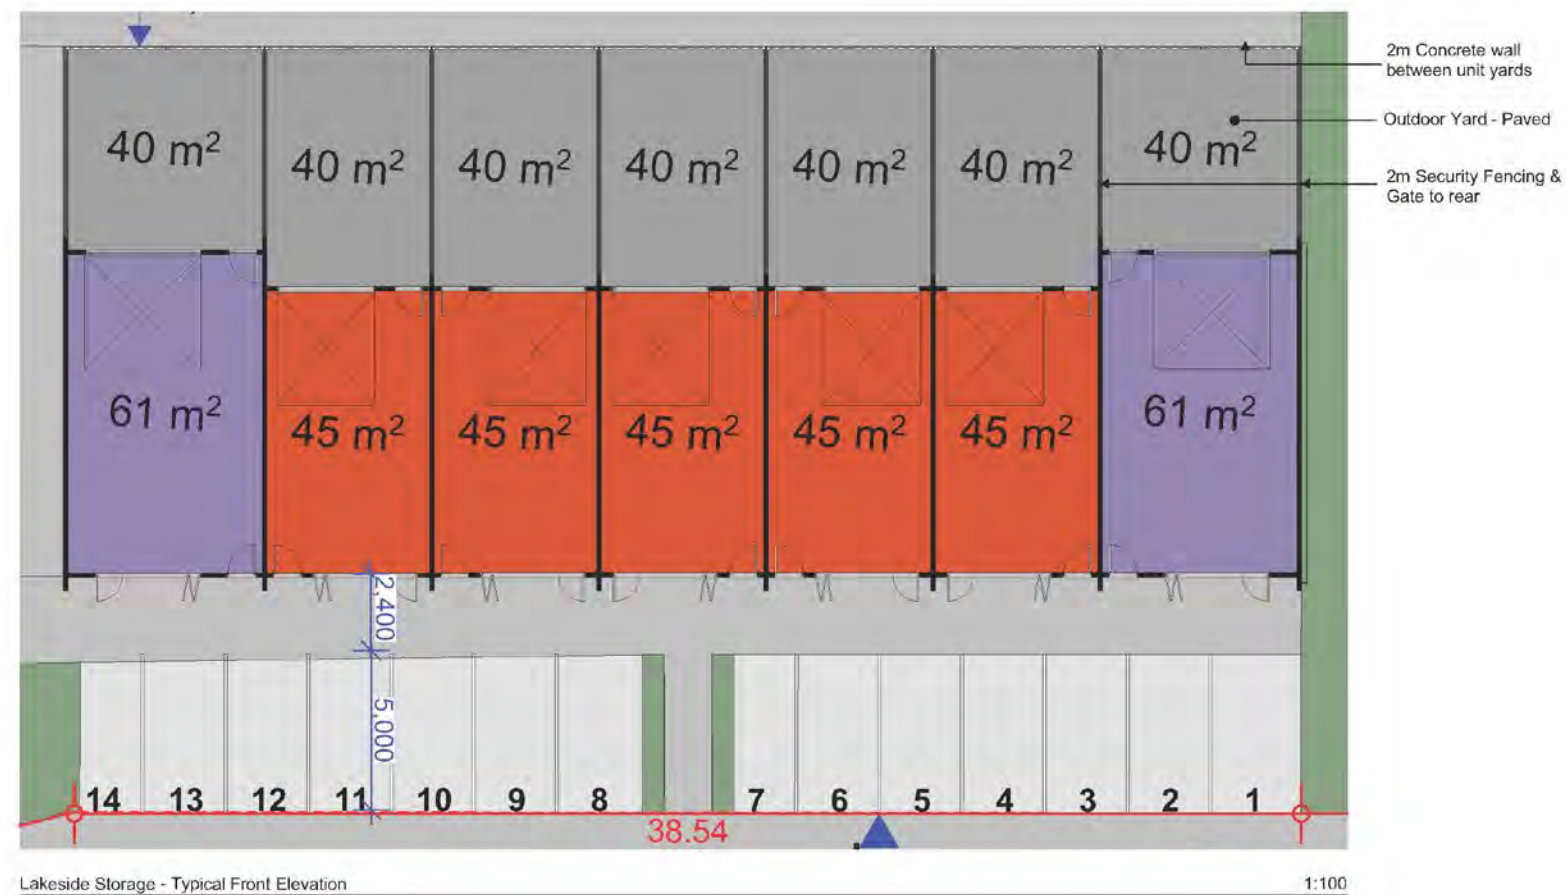 2m Concrete wall
between unit yards
Outdoor Yard - Paved
2m Security Fencing &
Gate to rear
40 m²
40 m²
40 m²
40 m²
40 m²
40 m²
40 m²
61 m²
45 m²
45 m²
45 m²
45 m²
45 m²
61 m²
2,400
5,000
14 13 12 11 10 9 8 7 6 5 4 3 2 1
38.54
Lakeside Storage - Typical Front Elevation 1:100